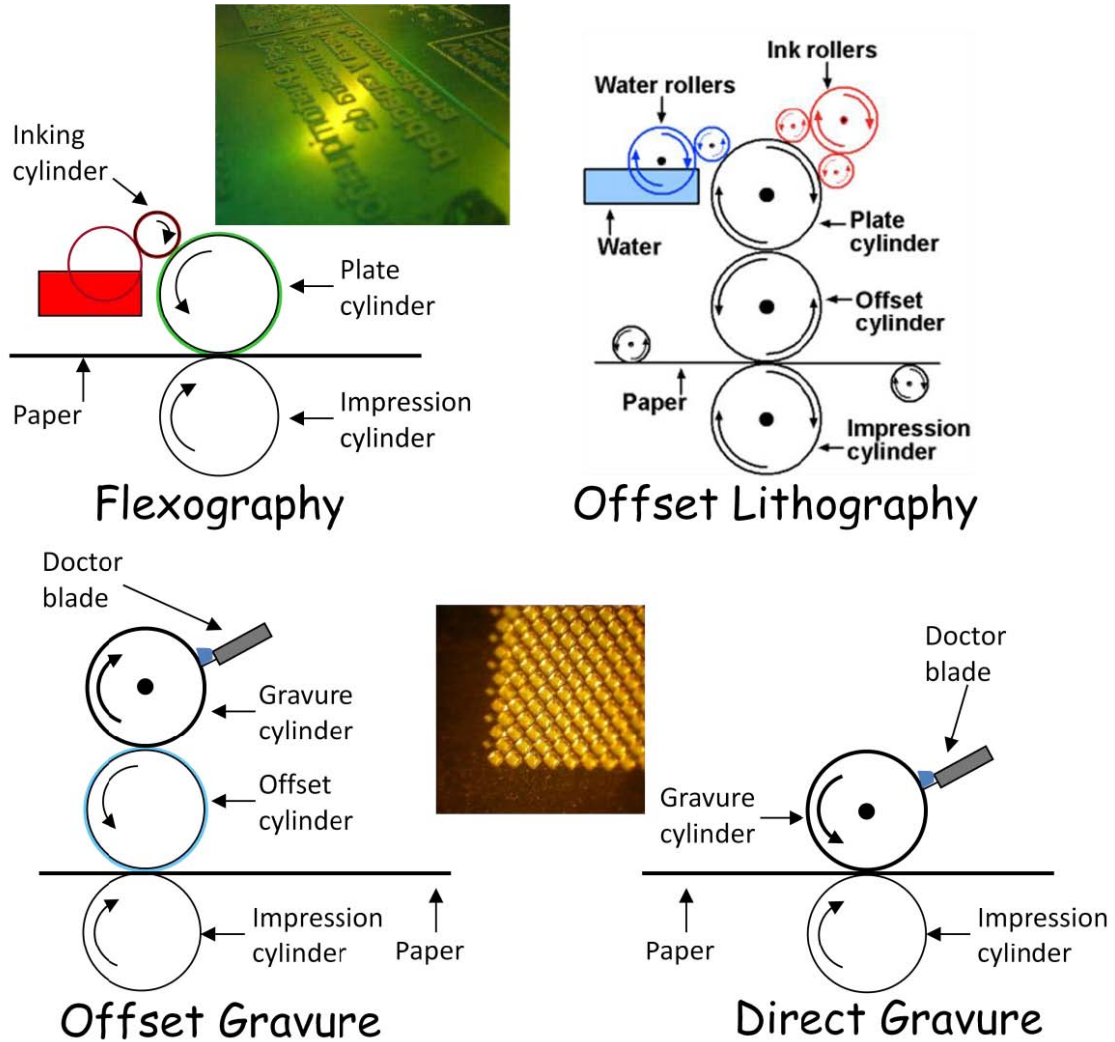 Inking
cylinder
Plate
cylinder
Paper
Impression
cylinder
Flexography
Ink rollers
Water rollers
Plate
cylinder
Water
Offset
cylinder
Paper
Impression
cylinder
Offset Lithography
Doctor
blade
Gravure
cylinder
Offset
cylinder
Impression
cylinder
Paper
Offset Gravure
Doctor
blade
Gravure
cylinder
Paper
Impression
cylinder
Direct Gravure